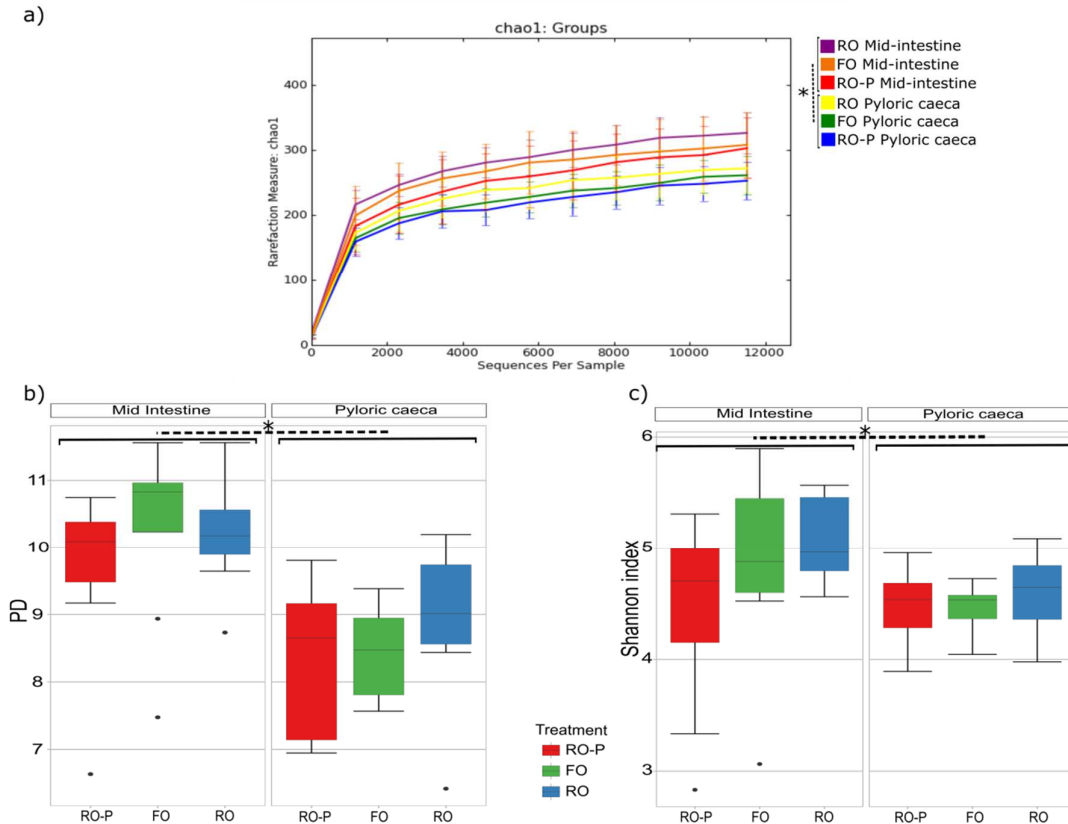 a)
chao1: Groups
RO Mid-intestine
FO Mid-intestine
RO-P Mid-intestine
RO Pyloric caeca
FO Pyloric caeca
RO-P Pyloric caeca
*
Rarefaction Measure: chao1
400
300
200
100
0
0 2000 4000 6000 8000 10000 12000
Sequences Per Sample
b)
Mid Intestine Pyloric caeca
*
PD
11
10
9
8
7
RO-P FO RO RO-P FO RO
Treatment
RO-P
FO
RO
c)
Mid Intestine Pyloric caeca
*
Shannon index
6
5
4
3
RO-P FO RO RO-P FO RO